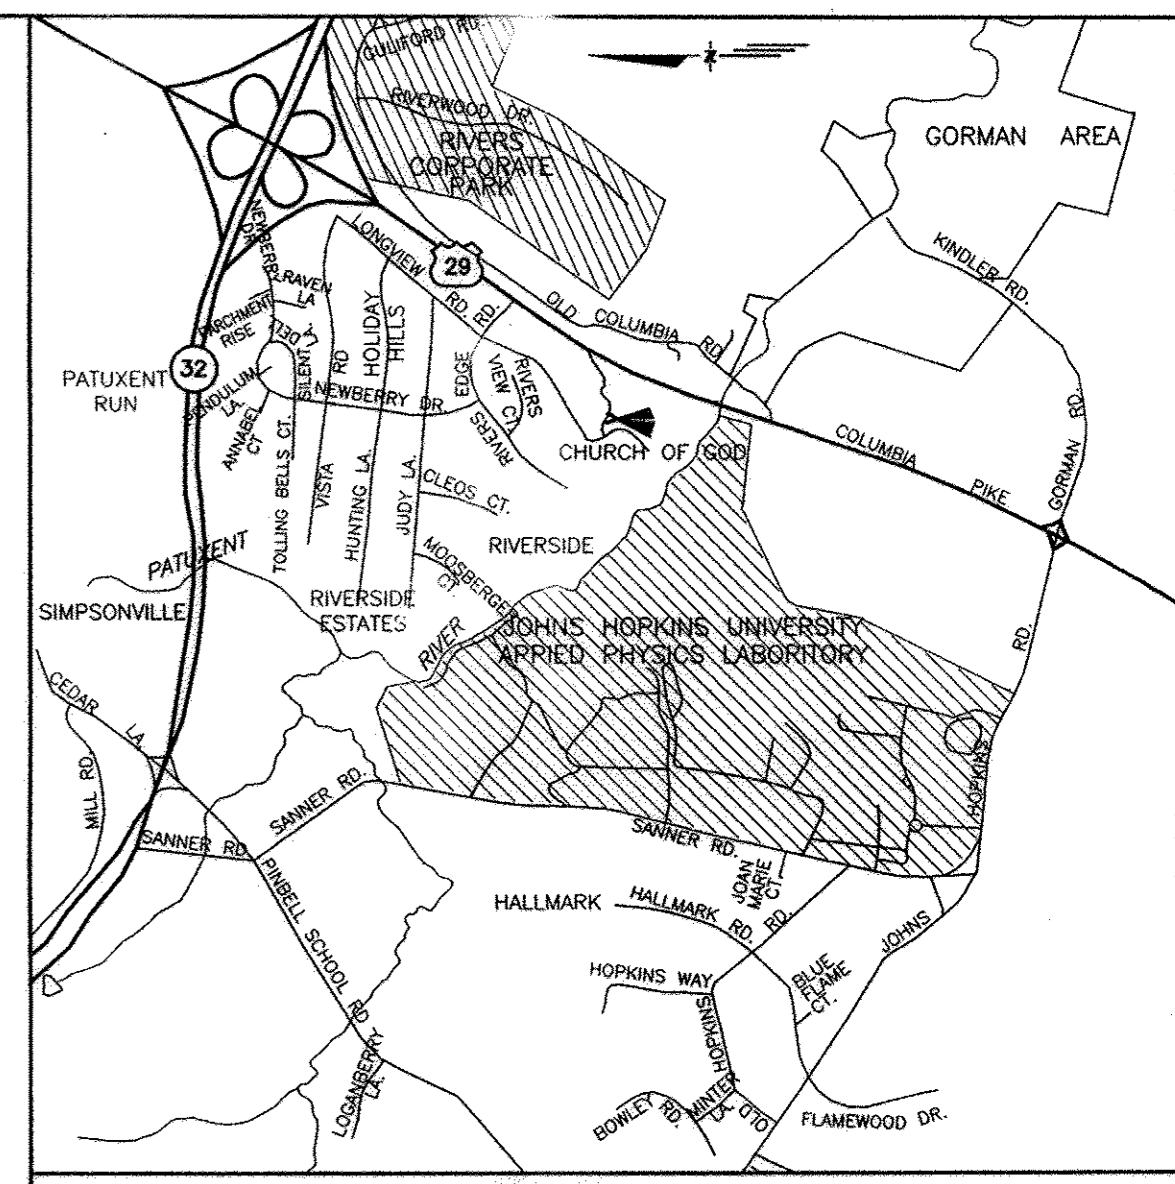 GULIFORD RD
RIVERWOOD DR.
RIVERS
CORPORATE
PARK
GORMAN AREA
KINDLER RD.
N
NEWBERRY
DR.
LONGVIEW
RD.
29
RAVEN
LA
PARCHMENT
RISE
DELL
LA
HOLIDAY
HILLS
RD.
OLD COLUMBIA
RD.
32
PATUXENT
RUN
SILENT
RD
EDGE
RIVERS
VIEW CT.
PENDULUM
LA.
NEWBERRY DR.
RIVERS
ANNABEL
CT
CHURCH OF GOD
COLUMBIA
PIKE
GORMAN RD.
TOLLING BELLS CT.
VISTA
HUNTING LA.
JUDY LA.
CLEOS CT.
PATUXENT
RIVERSIDE
MOOSBERGER
CT.
SIMPSONVILLE
RIVERSIDE
ESTATES
RIVER
JOHNS HOPKINS UNIVERSITY
APPIED PHYSICS LABORITORY
RD.
CEDAR
LA.
MILL RD.
SANNER RD.
SANNER RD
HOPKINS
SANNER RD.
JOAN
MARIE
CT.
PINBELL SCHOOL RD
HALLMARK
HALLMARK
RD.
RD.
JOHNS
HOPKINS WAY
BLUE
FLAME
CT.
HOPKINS
LOGANBERRY
LA.
BOWLEY
RD.
MINTER
LA.
OLD
FLAMEWOOD DR.